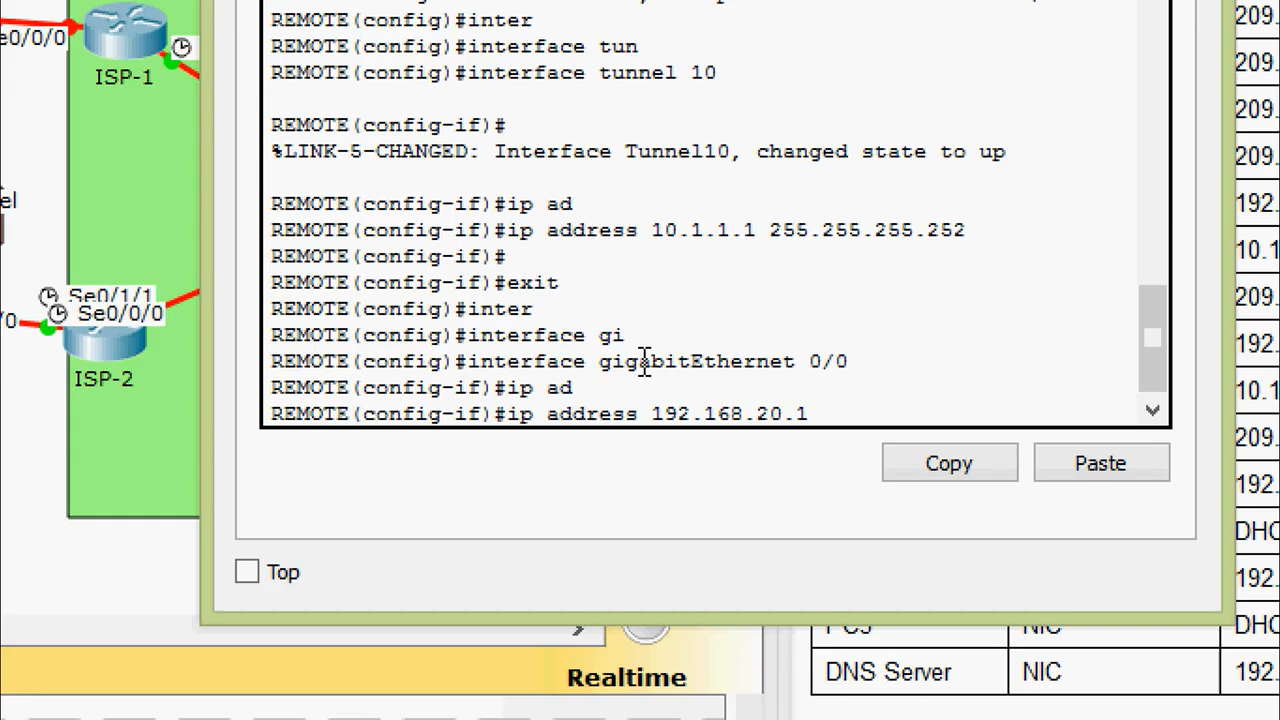 e0/0/0
ISP-1
el
Se0/1/1
Se0/0/0
/0
ISP-2
REMOTE(config)#inter
REMOTE(config)#interface tun
REMOTE(config)#interface tunnel 10
REMOTE(config-if)#
%LINK-5-CHANGED: Interface Tunnel10, changed state to up
REMOTE(config-if)#ip ad
REMOTE(config-if)#ip address 10.1.1.1 255.255.255.252
REMOTE(config-if)#
REMOTE(config-if)#exit
REMOTE(config)#inter
REMOTE(config)#interface gi
REMOTE(config)#interface gigabitEthernet 0/0
REMOTE(config-if)#ip ad
REMOTE(config-if)#ip address 192.168.20.1
Copy Paste
Top
Realtime
209.
209.
209.
209.
192.
10.1
209.
192.
10.1
209.
192.
DHC
192.
NIC DHC
DNS Server NIC 192.